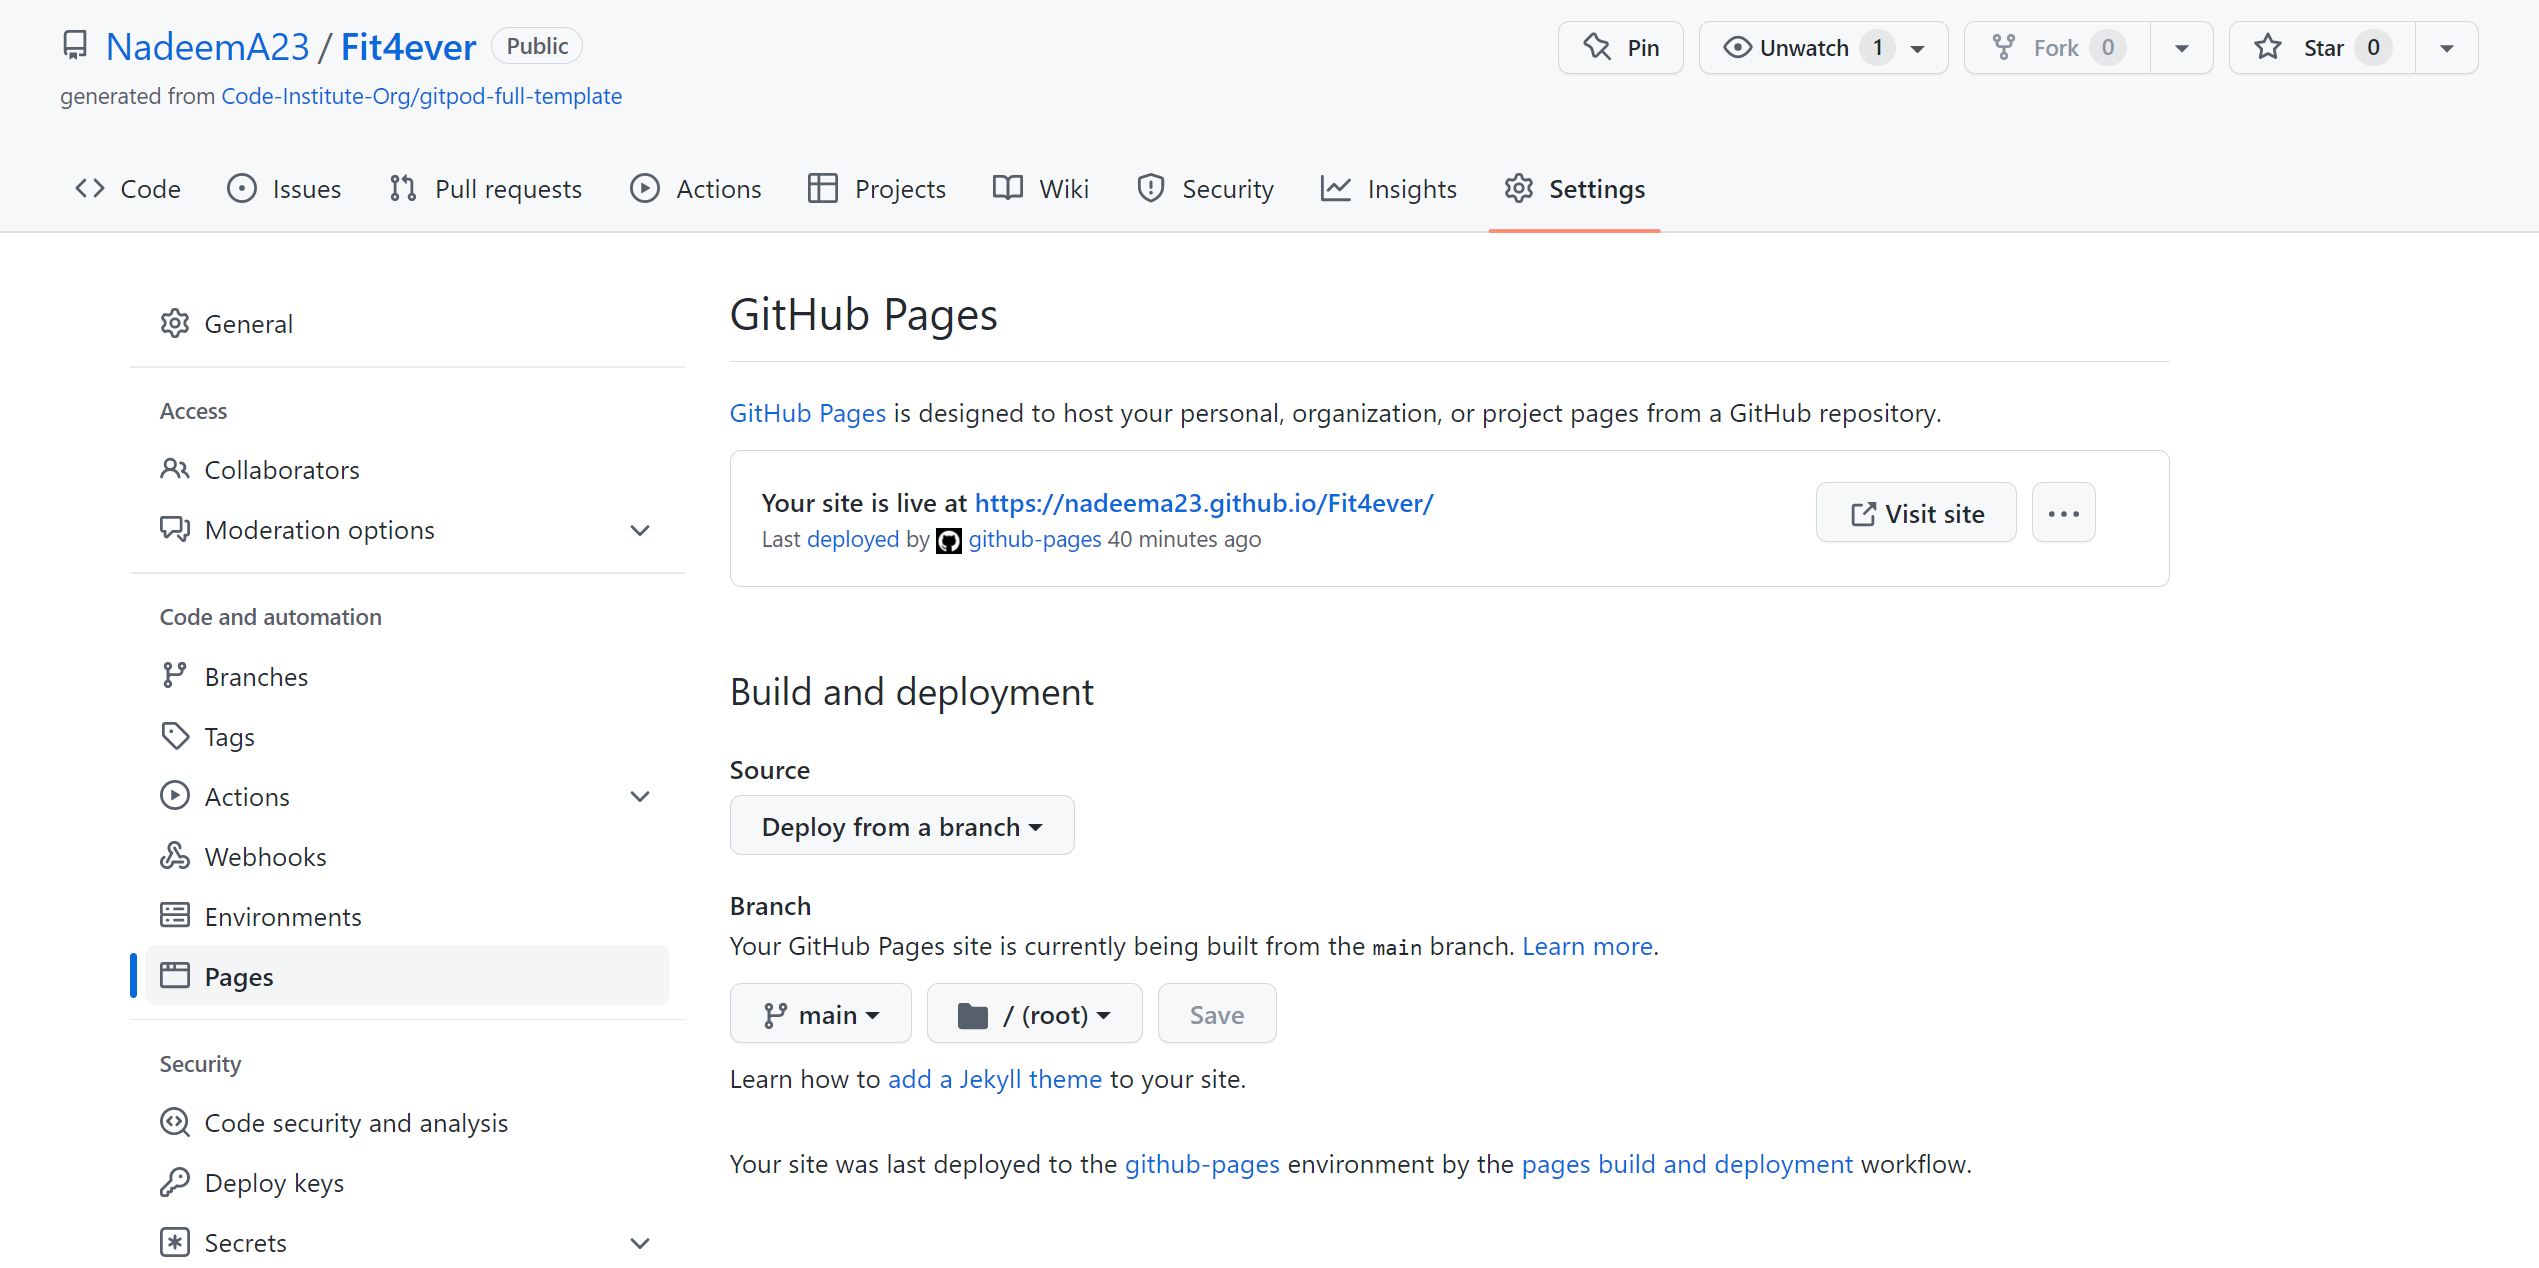 NadeemA23 / Fit4ever Public
Pin
Unwatch 1
Fork 0
Star 0
generated from Code-Institute-Org/gitpod-full-template
Code
Issues
Pull requests
Actions
Projects
Wiki
Security
Insights
Settings
General
Access
Collaborators
Moderation options
Code and automation
Branches
Tags
Actions
Webhooks
Environments
Pages
Security
Code security and analysis
Deploy keys
Secrets
GitHub Pages
GitHub Pages is designed to host your personal, organization, or project pages from a GitHub repository.
Your site is live at https://nadeema23.github.io/Fit4ever/
Last deployed by github-pages 40 minutes ago
Visit site
Build and deployment
Source
Deploy from a branch
Branch
Your GitHub Pages site is currently being built from the main branch. Learn more.
main
/ (root)
Save
Learn how to add a Jekyll theme to your site.
Your site was last deployed to the github-pages environment by the pages build and deployment workflow.